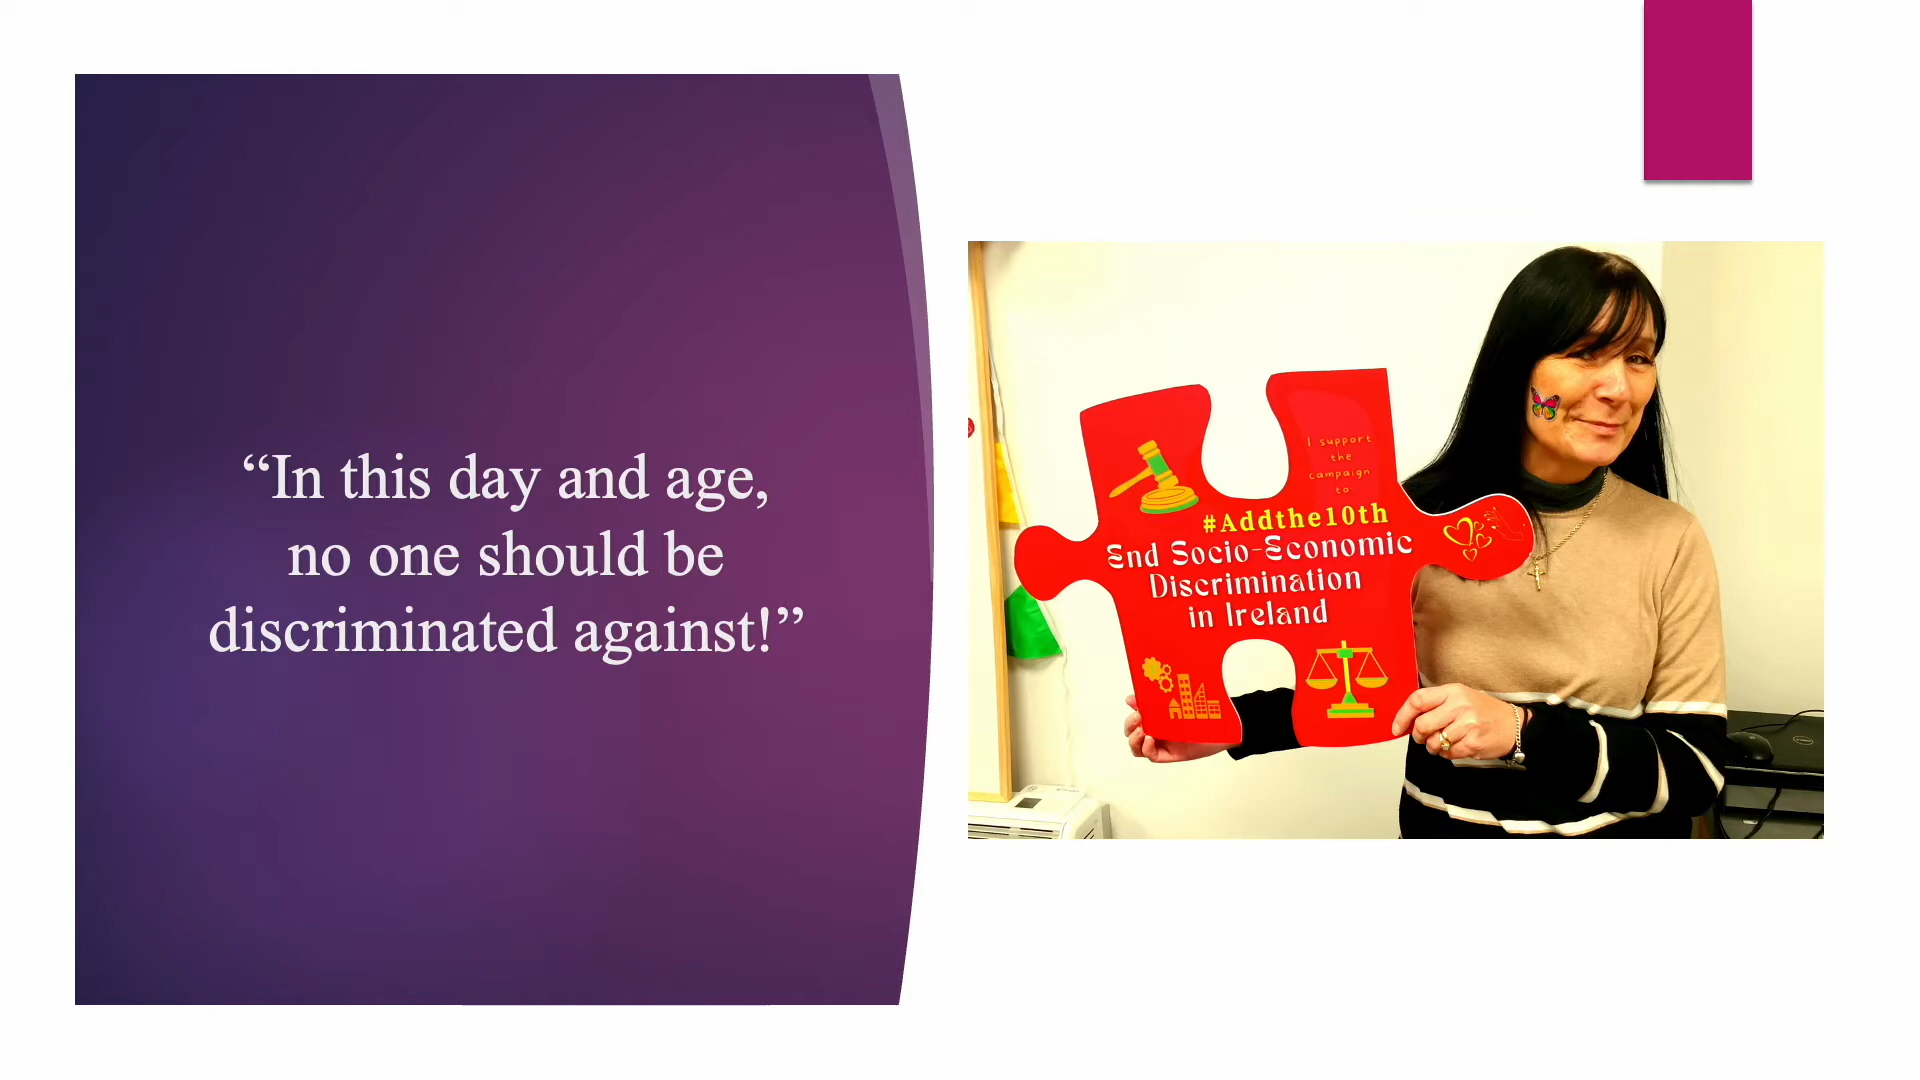 “In this day and age,
no one should be
discriminated against!”
I support
the
campaign
to
#Addthe10th
End Socio-Economic
Discrimination
in Ireland